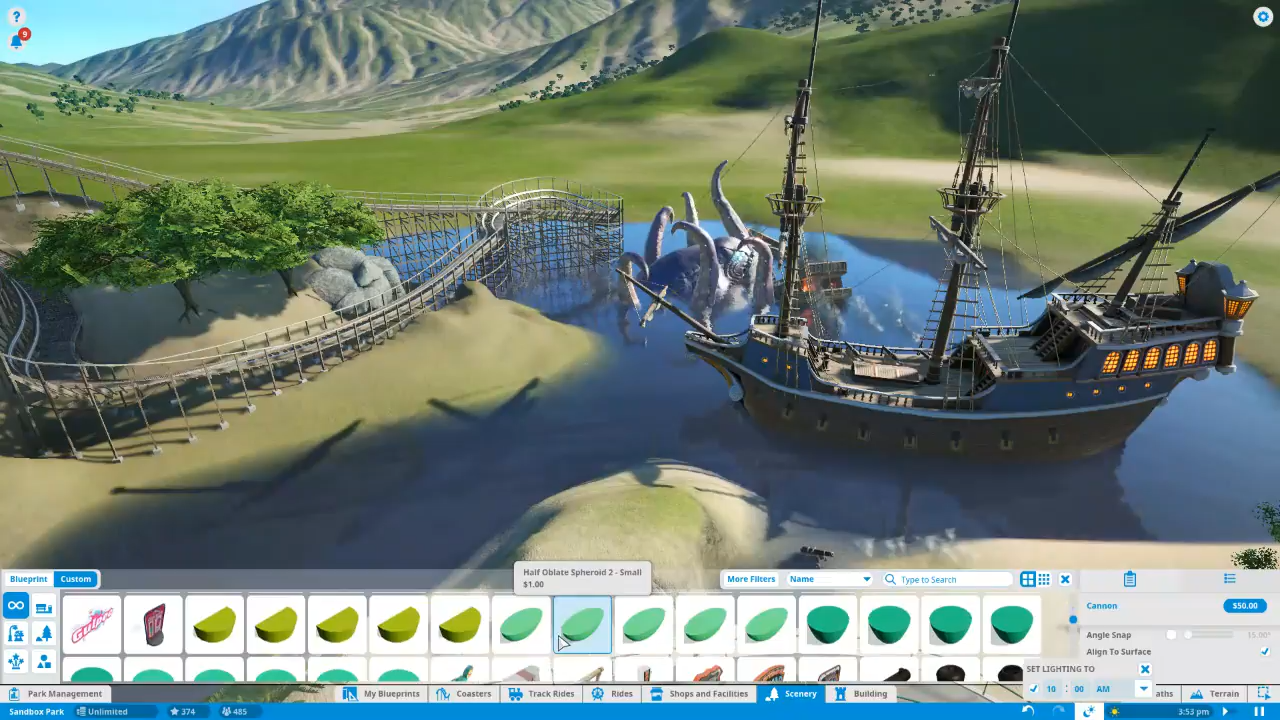 ?
9
Half Oblate Spheroid 2 - Small
$1.00
Blueprint Custom More Filters Name Type to Search
Cannon $50.00
Angle Snap 15.00°
Align To Surface
SET LIGHTING TO
10 : 00 AM
Park Management My Blueprints Coasters Track Rides Rides Shops and Facilities Scenery Building aths Terrain
Sandbox Park Unlimited 374 485 3:53 pm